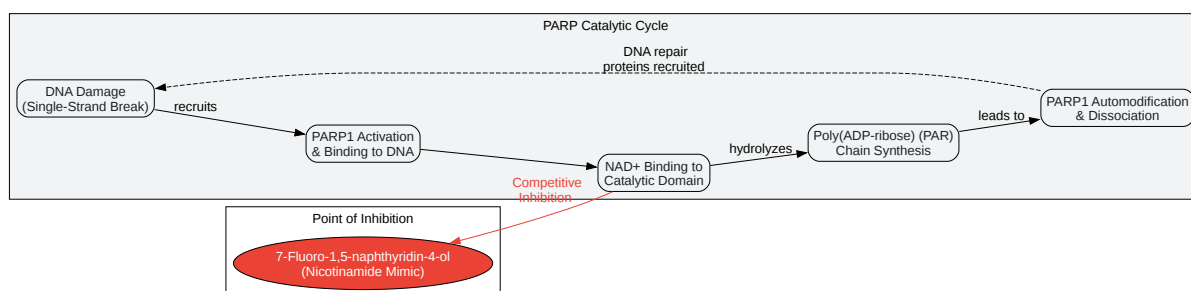 PARP Catalytic Cycle
DNA repair
proteins recruited
DNA Damage
(Single-Strand Break)
recruits
PARP1 Activation
& Binding to DNA
NAD+ Binding to
Catalytic Domain
hydrolyzes
Poly(ADP-ribose) (PAR)
Chain Synthesis
leads to
PARP1 Automodification
& Dissociation
Competitive
Inhibition
Point of Inhibition
7-Fluoro-1,5-naphthyridin-4-ol
(Nicotinamide Mimic)